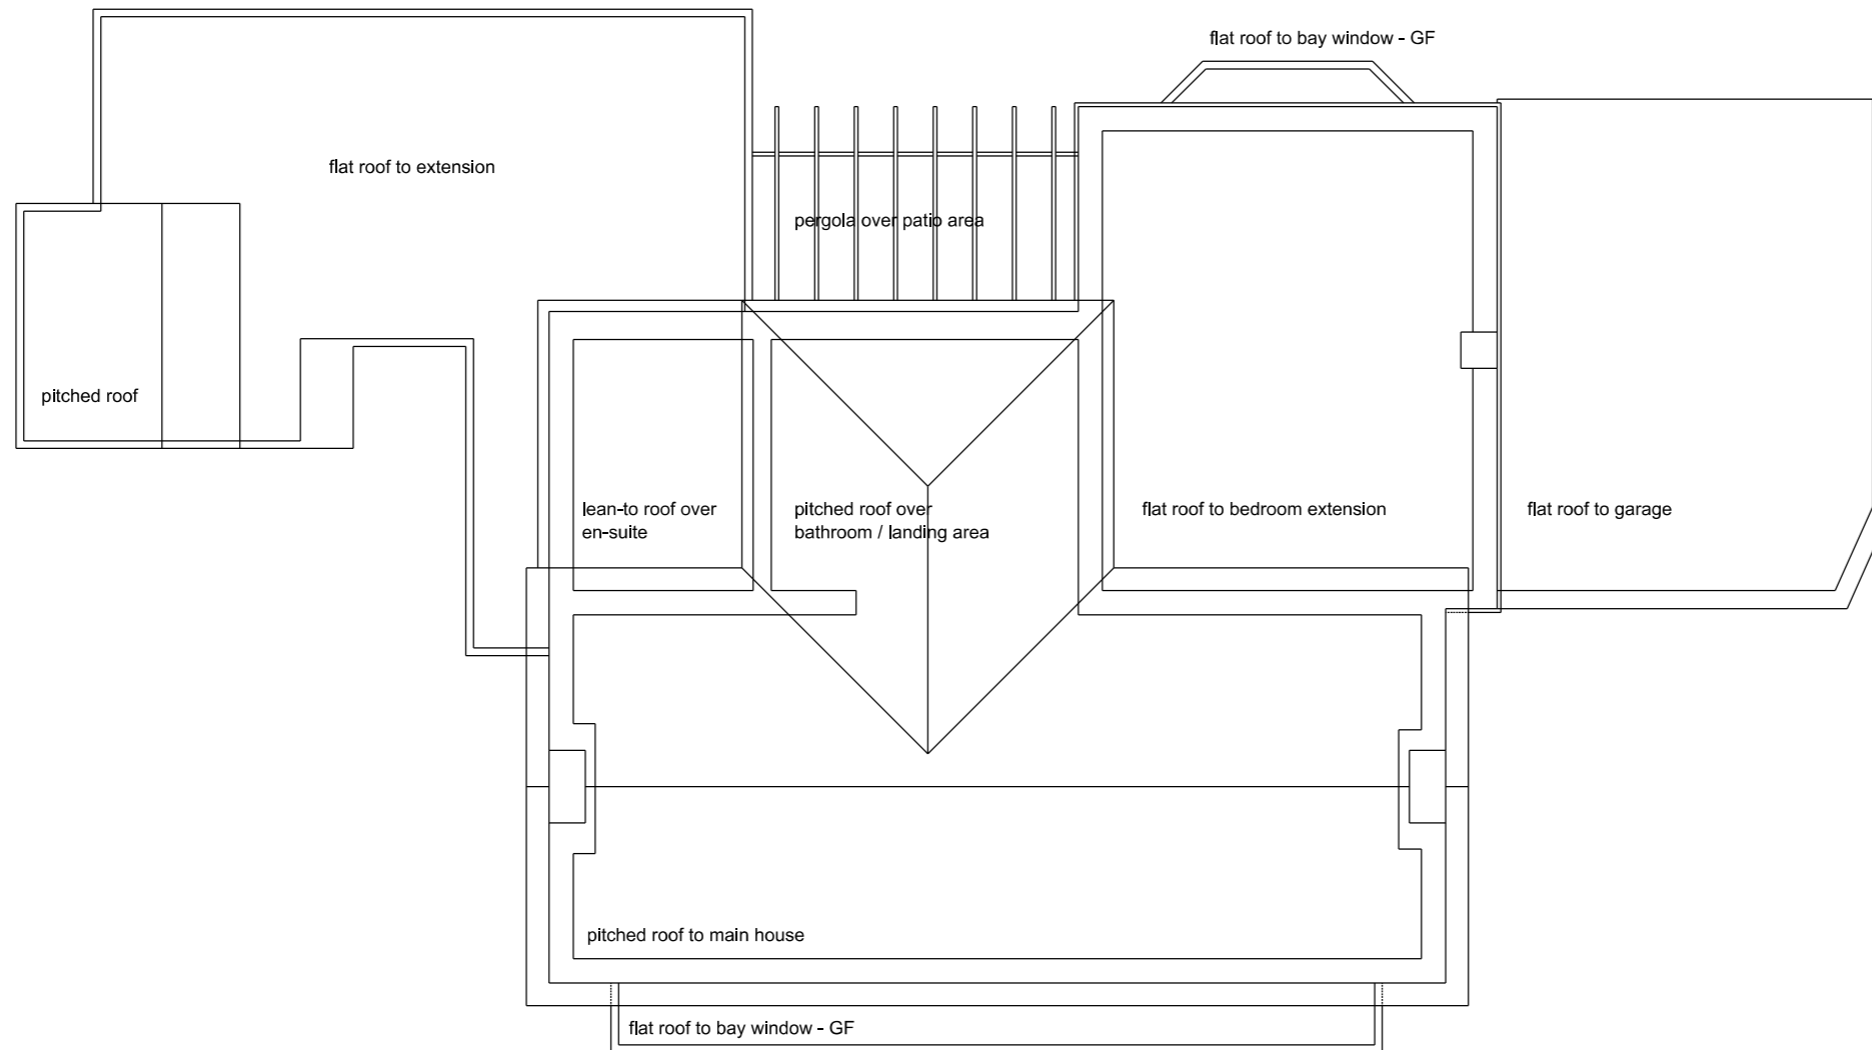 flat roof to bay window - GF
flat roof to extension
pergola over patio area
pitched roof
lean-to roof over
en-suite
pitched roof over
bathroom / landing area
flat roof to bedroom extension
flat roof to garage
pitched roof to main house
flat roof to bay window - GF